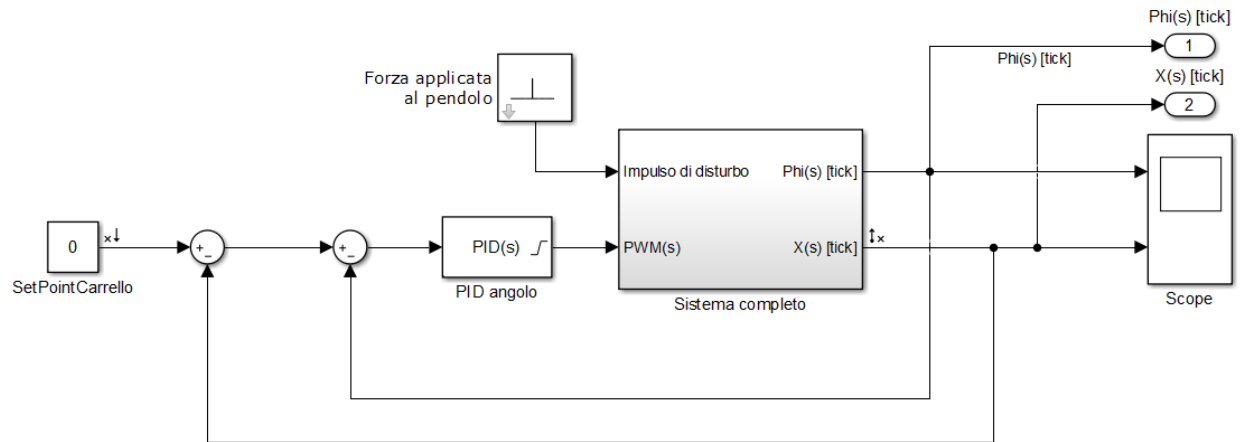 Phi(s) [tick]
1
Phi(s) [tick]
X(s) [tick]
2
Forza applicata
al pendolo
Impulso di disturbo
Phi(s) [tick]
0
SetPointCarrello
+
−
+
−
PID(s)
PID angolo
PWM(s)
X(s) [tick]
Sistema completo
Scope